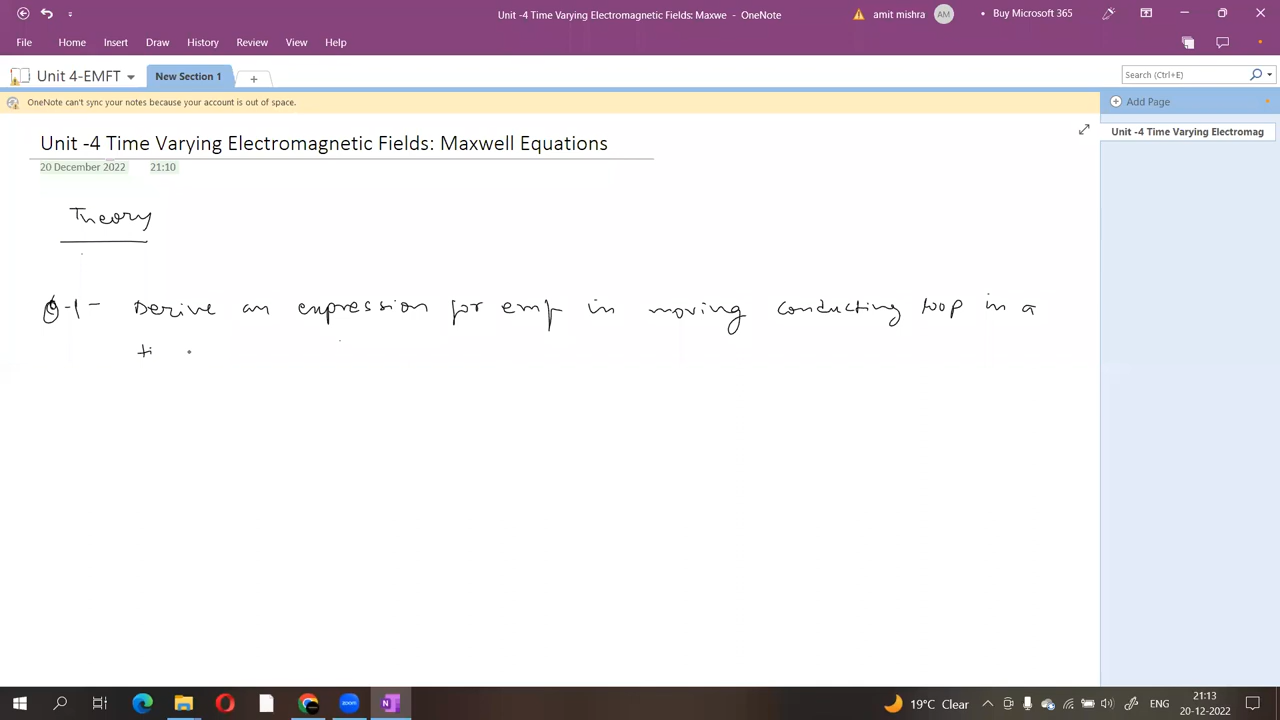 Unit -4 Time Varying Electromagnetic Fields: Maxwe - OneNote
amit mishra
AM
Buy Microsoft 365
File Home Insert Draw History Review View Help
Unit 4-EMFT
New Section 1
+
Search (Ctrl+E)
OneNote can't sync your notes because your account is out of space.
Add Page
Unit -4 Time Varying Electromag
Unit -4 Time Varying Electromagnetic Fields: Maxwell Equations
20 December 2022 21:10
Theory
Q-1- Derive an expression for emf in moving conducting loop in a
ti
zoom
19°C Clear
ENG
21:13
20-12-2022